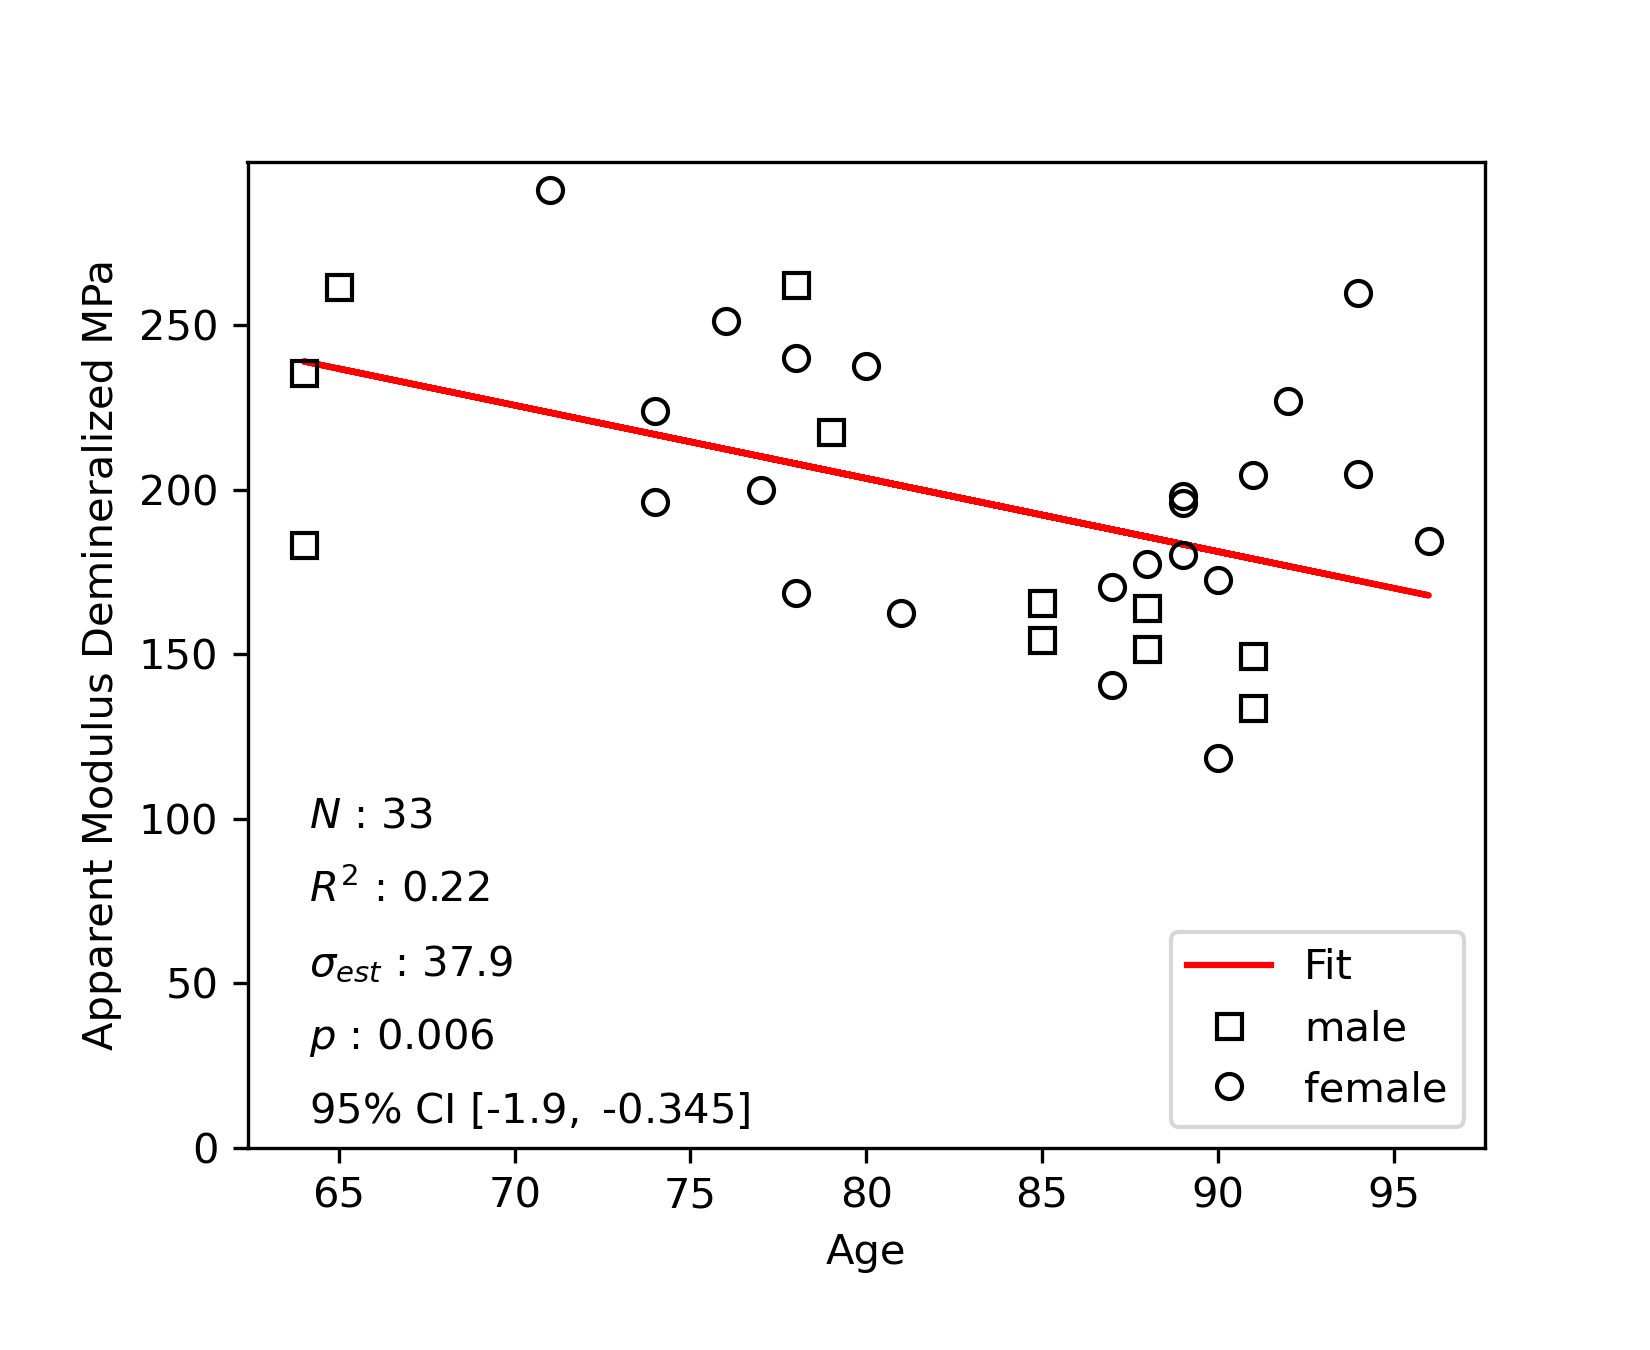 Apparent Modulus Demineralized MPa
250
200
150
100
50
0
N : 33
R² : 0.22
σ_est : 37.9
p : 0.006
95% CI [-1.9, -0.345]
Fit
male
female
65 70 75 80 85 90 95
Age